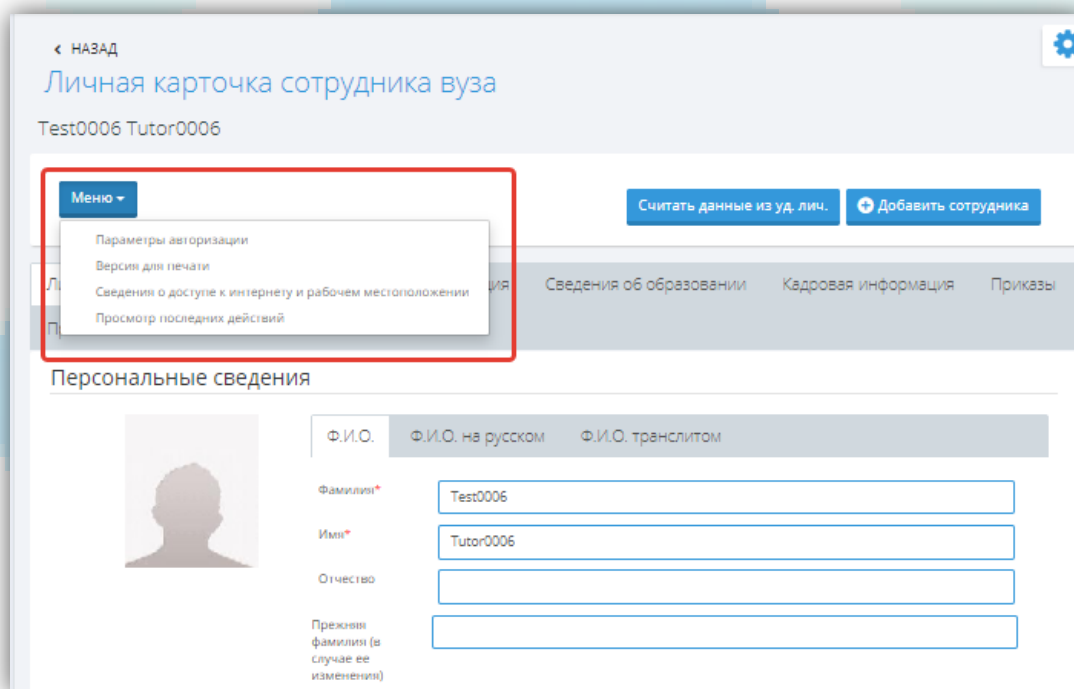 НАЗАД
Личная карточка сотрудника вуза
Test0006 Tutor0006
Меню
Считать данные из уд. лич.
Добавить сотрудника
Параметры авторизации
Версия для печати
Сведения о доступе к интернету и рабочем местоположении
Просмотр последних действий
Сведения об образовании
Кадровая информация
Приказы
Персональные сведения
Ф.И.О.
Ф.И.О. на русском
Ф.И.О. транслитом
Фамилия*
Test0006
Имя*
Tutor0006
Отчество
Прежняя
фамилия (в
случае ее
изменения)